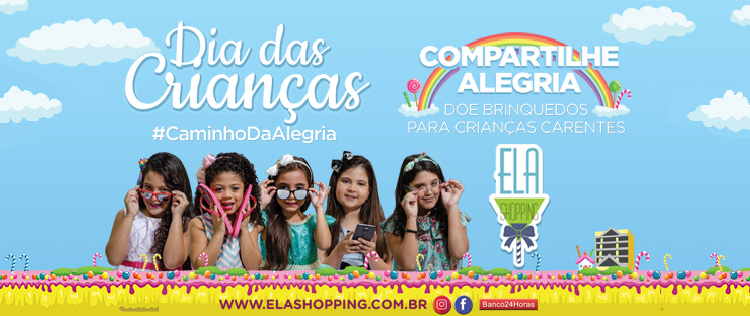 Dia das
Crianças
#CaminhoDaAlegria
COMPARTILHE
ALEGRIA
DOE BRINQUEDOS
PARA CRIANÇAS CARENTES
ELA
SHOPPING
WWW.ELASHOPPING.COM.BR
Banco24Horas